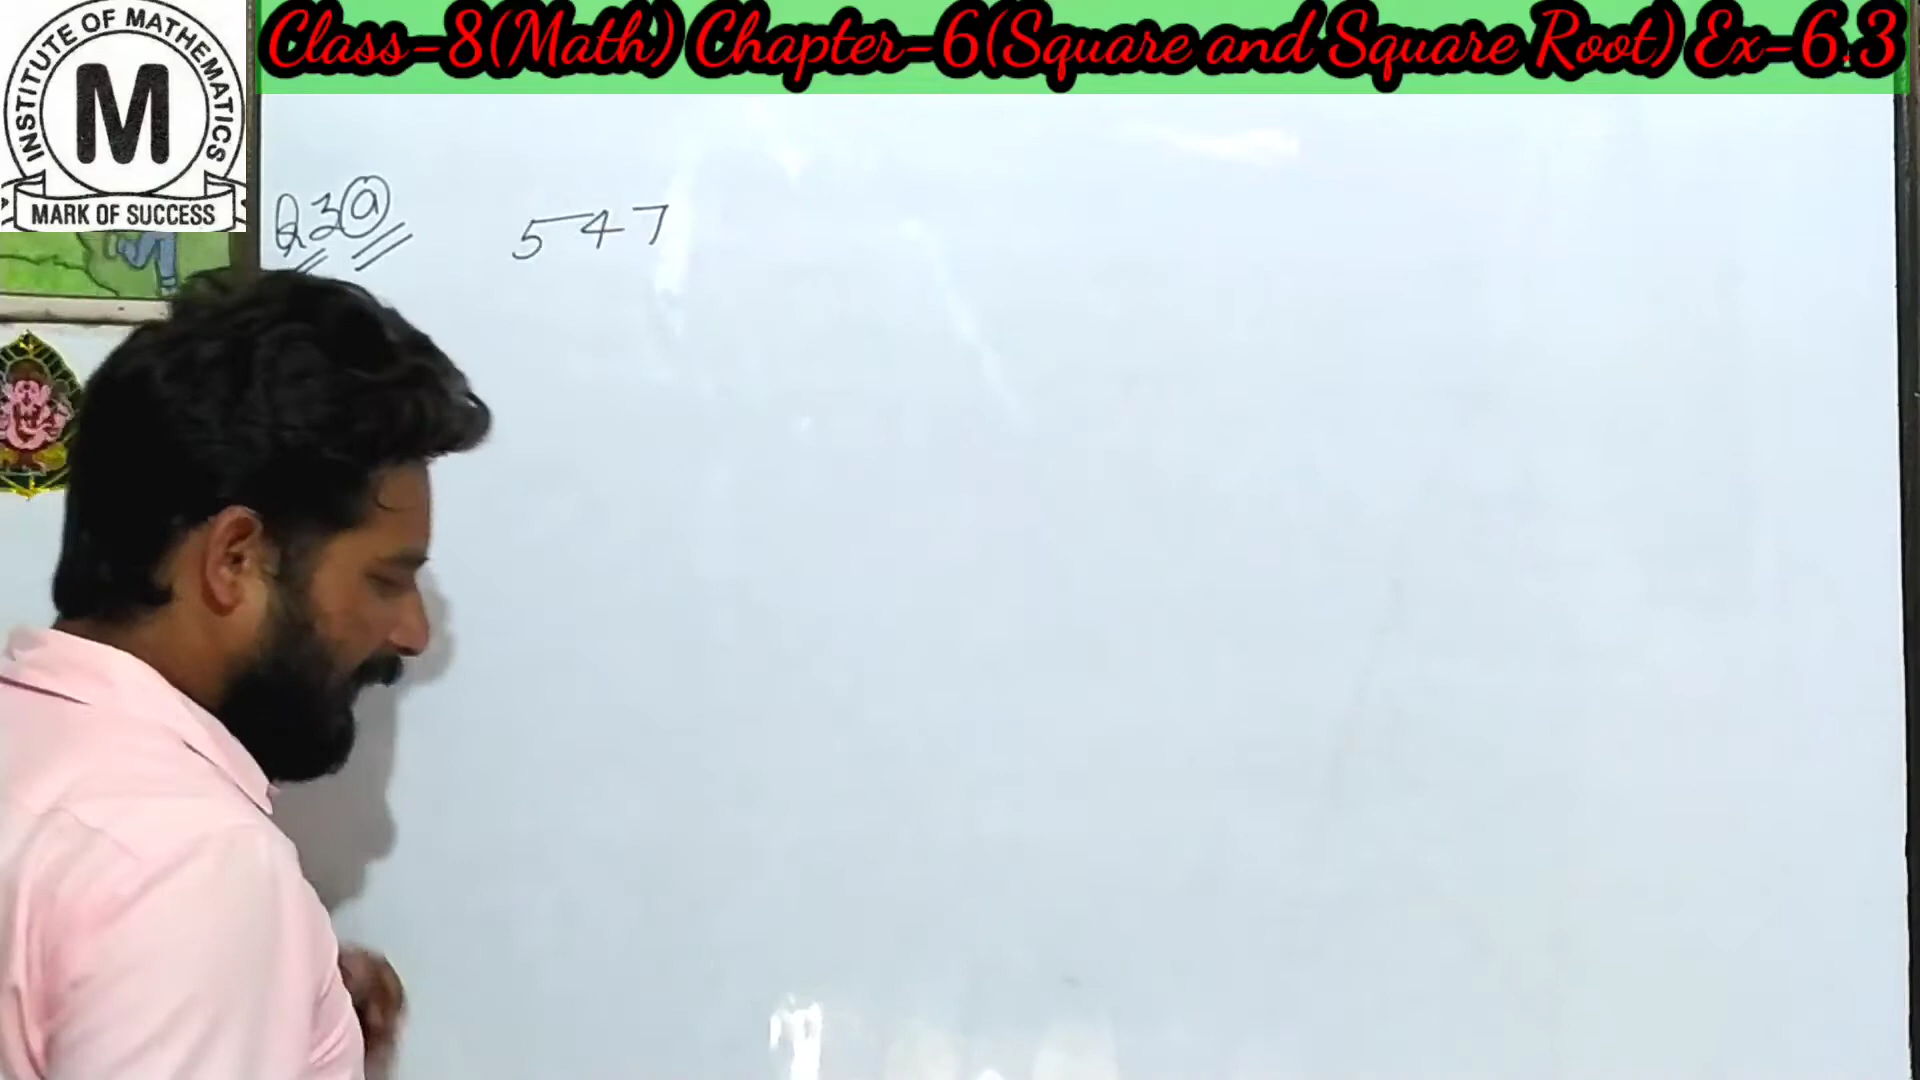 Class-8(Math) Chapter-6(Square and Square Root) Ex-6.3
INSTITUTE OF MATHEMATICS
M
MARK OF SUCCESS
Q3 a 547